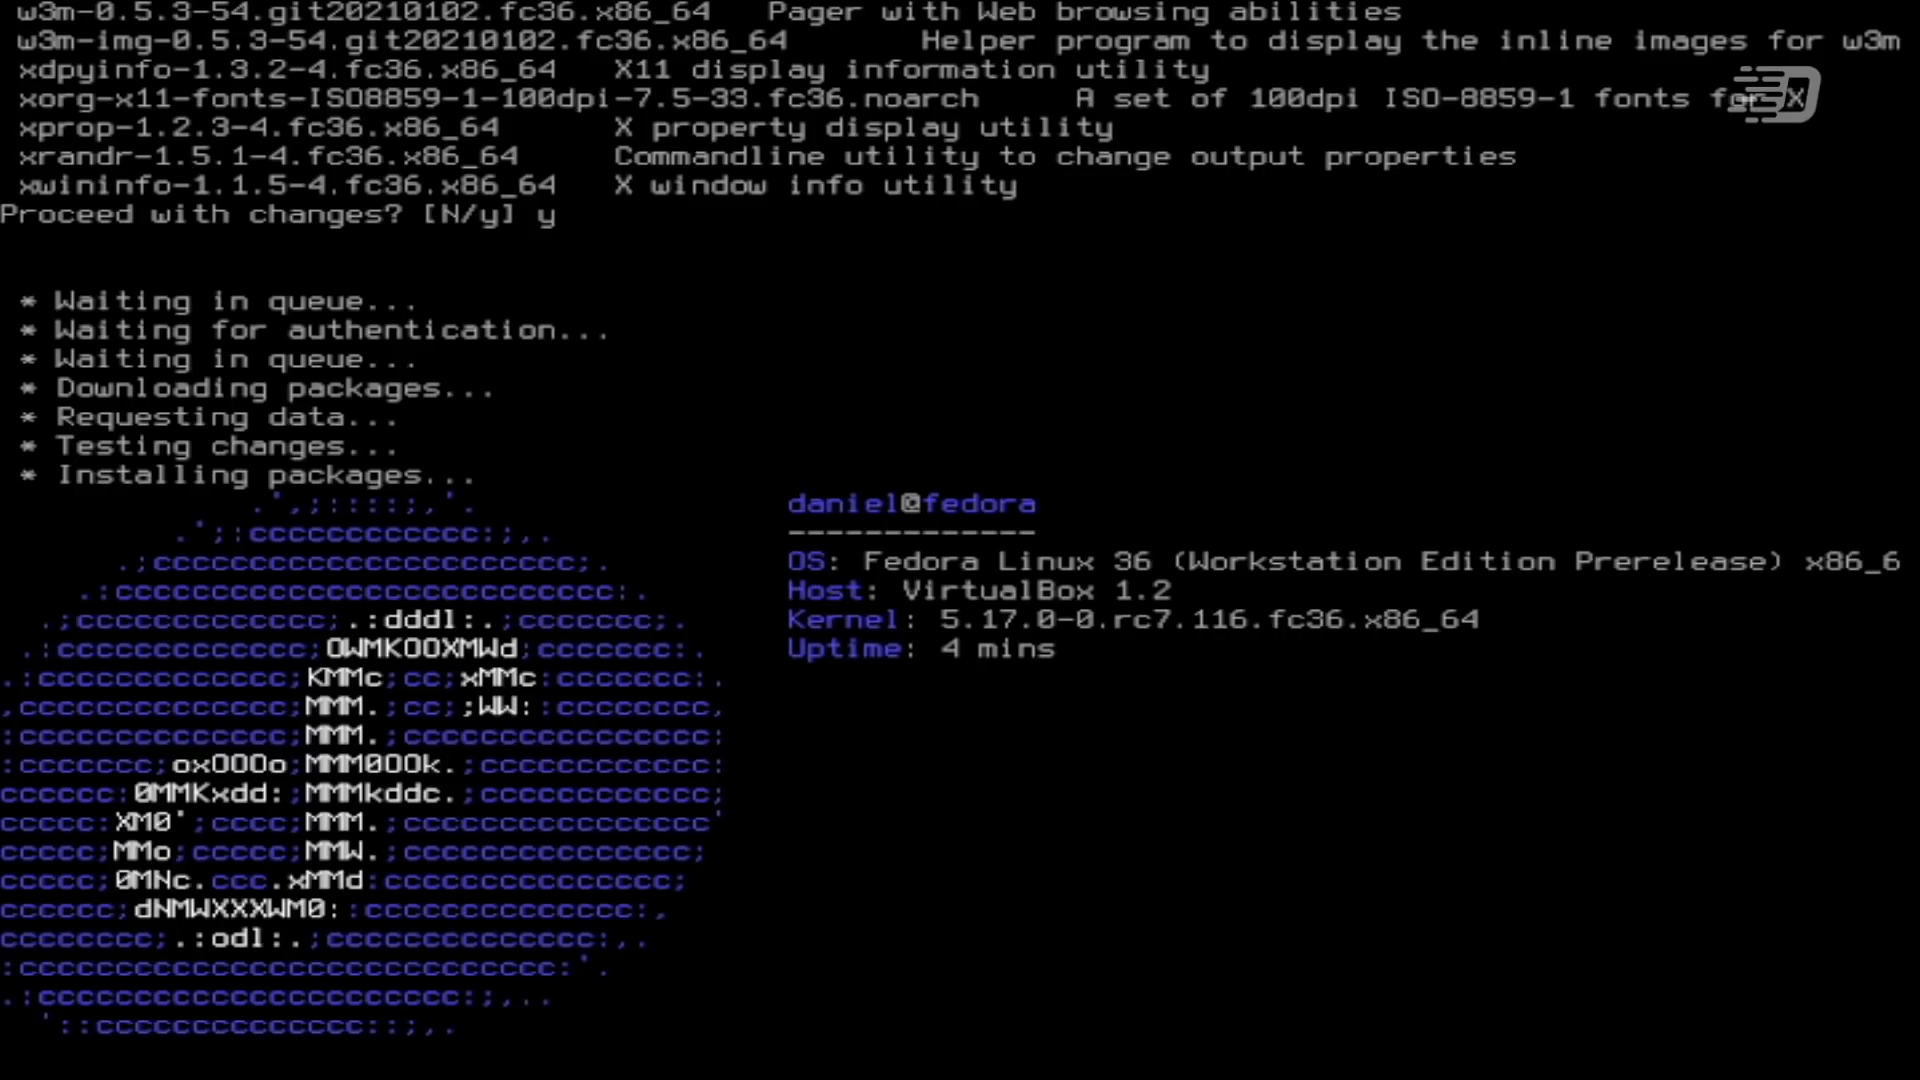 w3m-0.5.3-54.git20210102.fc36.x86_64   Pager with Web browsing abilities
w3m-img-0.5.3-54.git20210102.fc36.x86_64       Helper program to display the inline images for w3m
xdpyinfo-1.3.2-4.fc36.x86_64   X11 display information utility
xorg-x11-fonts-ISO8859-1-100dpi-7.5-33.fc36.noarch     A set of 100dpi ISO-8859-1 fonts for X
xprop-1.2.3-4.fc36.x86_64      X property display utility
xrandr-1.5.1-4.fc36.x86_64     Commandline utility to change output properties
xwininfo-1.1.5-4.fc36.x86_64   X window info utility
Proceed with changes? [N/y] y
* Waiting in queue...
* Waiting for authentication...
* Waiting in queue...
* Downloading packages...
* Requesting data...
* Testing changes...
* Installing packages...
daniel@fedora
-------------
OS: Fedora Linux 36 (Workstation Edition Prerelease) x86_6
Host: VirtualBox 1.2
Kernel: 5.17.0-0.rc7.116.fc36.x86_64
Uptime: 4 mins